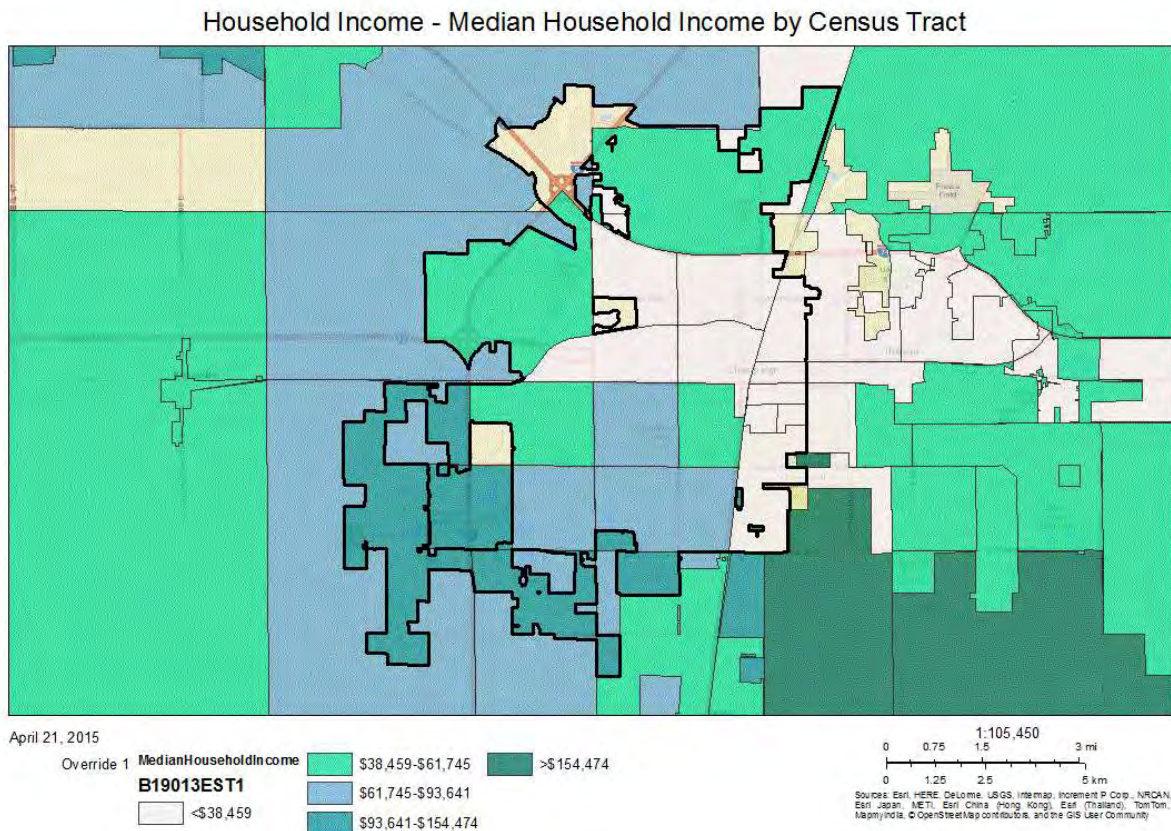 Household Income - Median Household Income by Census Tract
April 21, 2015
Override 1
MedianHouseholdIncome
B19013EST1
<$38,459
$38,459-$61,745
$61,745-$93,641
$93,641-$154,474
>$154,474
1:105,450
0 0.75 1.5 3 mi
0 1.25 2.5 5 km
Sources: Esri, HERE, DeLorme, USGS, Intermap, increment P Corp., NRCAN,
Esri Japan, METI, Esri China (Hong Kong), Esri (Thailand), TomTom,
MapmyIndia, © OpenStreetMap contributors, and the GIS User Community